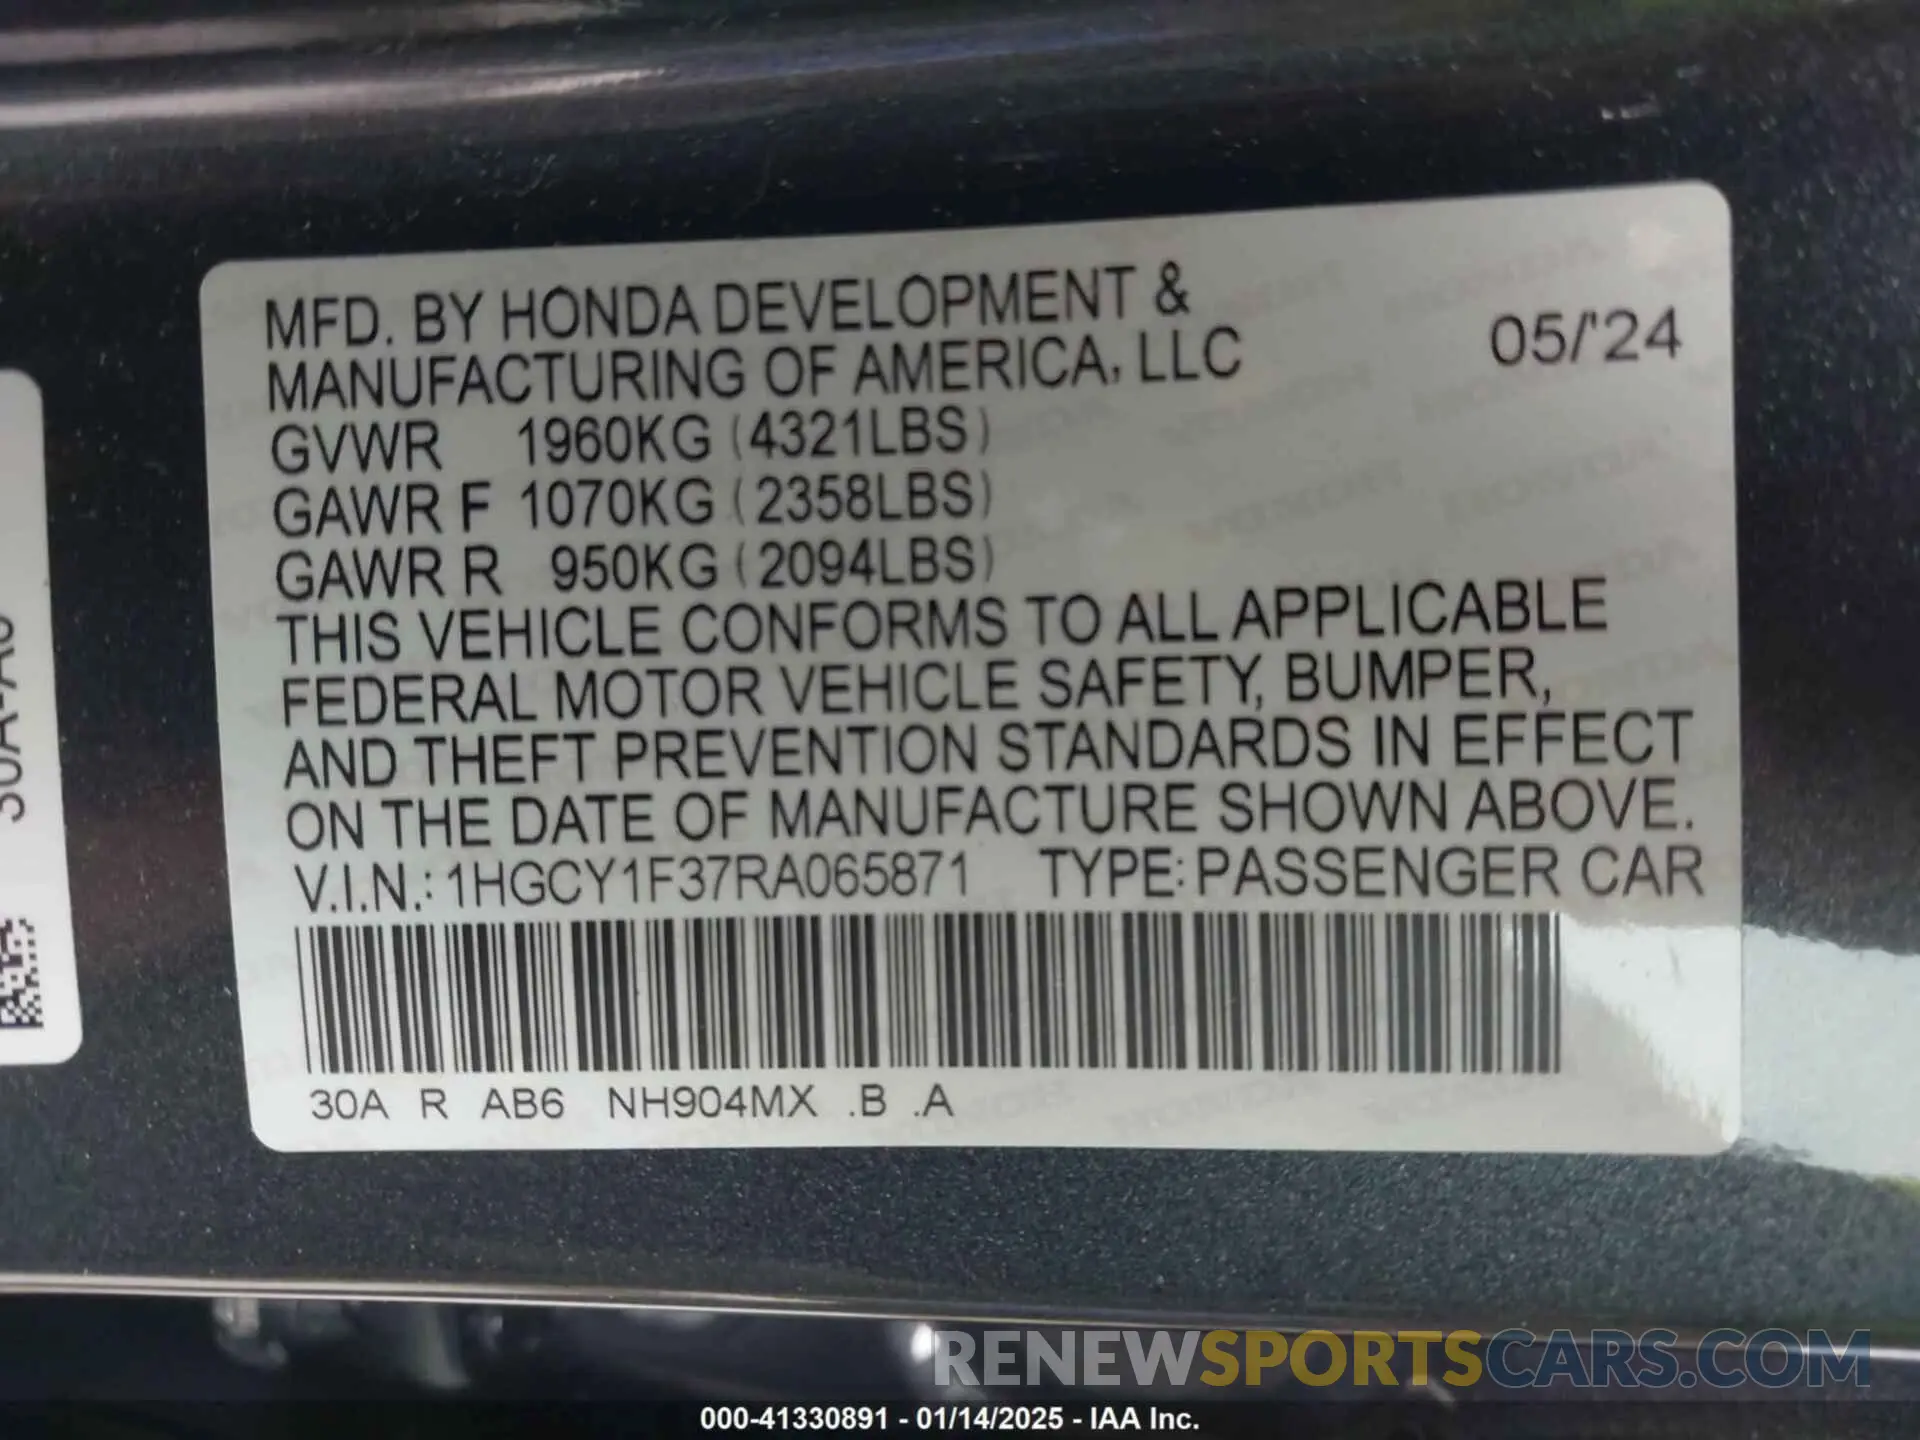 MFD. BY HONDA DEVELOPMENT &
MANUFACTURING OF AMERICA, LLC
05/'24
GVWR 1960KG (4321LBS)
GAWR F 1070KG (2358LBS)
GAWR R 950KG (2094LBS)
THIS VEHICLE CONFORMS TO ALL APPLICABLE
FEDERAL MOTOR VEHICLE SAFETY, BUMPER,
AND THEFT PREVENTION STANDARDS IN EFFECT
ON THE DATE OF MANUFACTURE SHOWN ABOVE.
V.I.N.: 1HGCY1F37RA065871 TYPE: PASSENGER CAR
30A R AB6 NH904MX .B .A
RENEWSPORTSCARS.COM
000-41330891 - 01/14/2025 - IAA Inc.